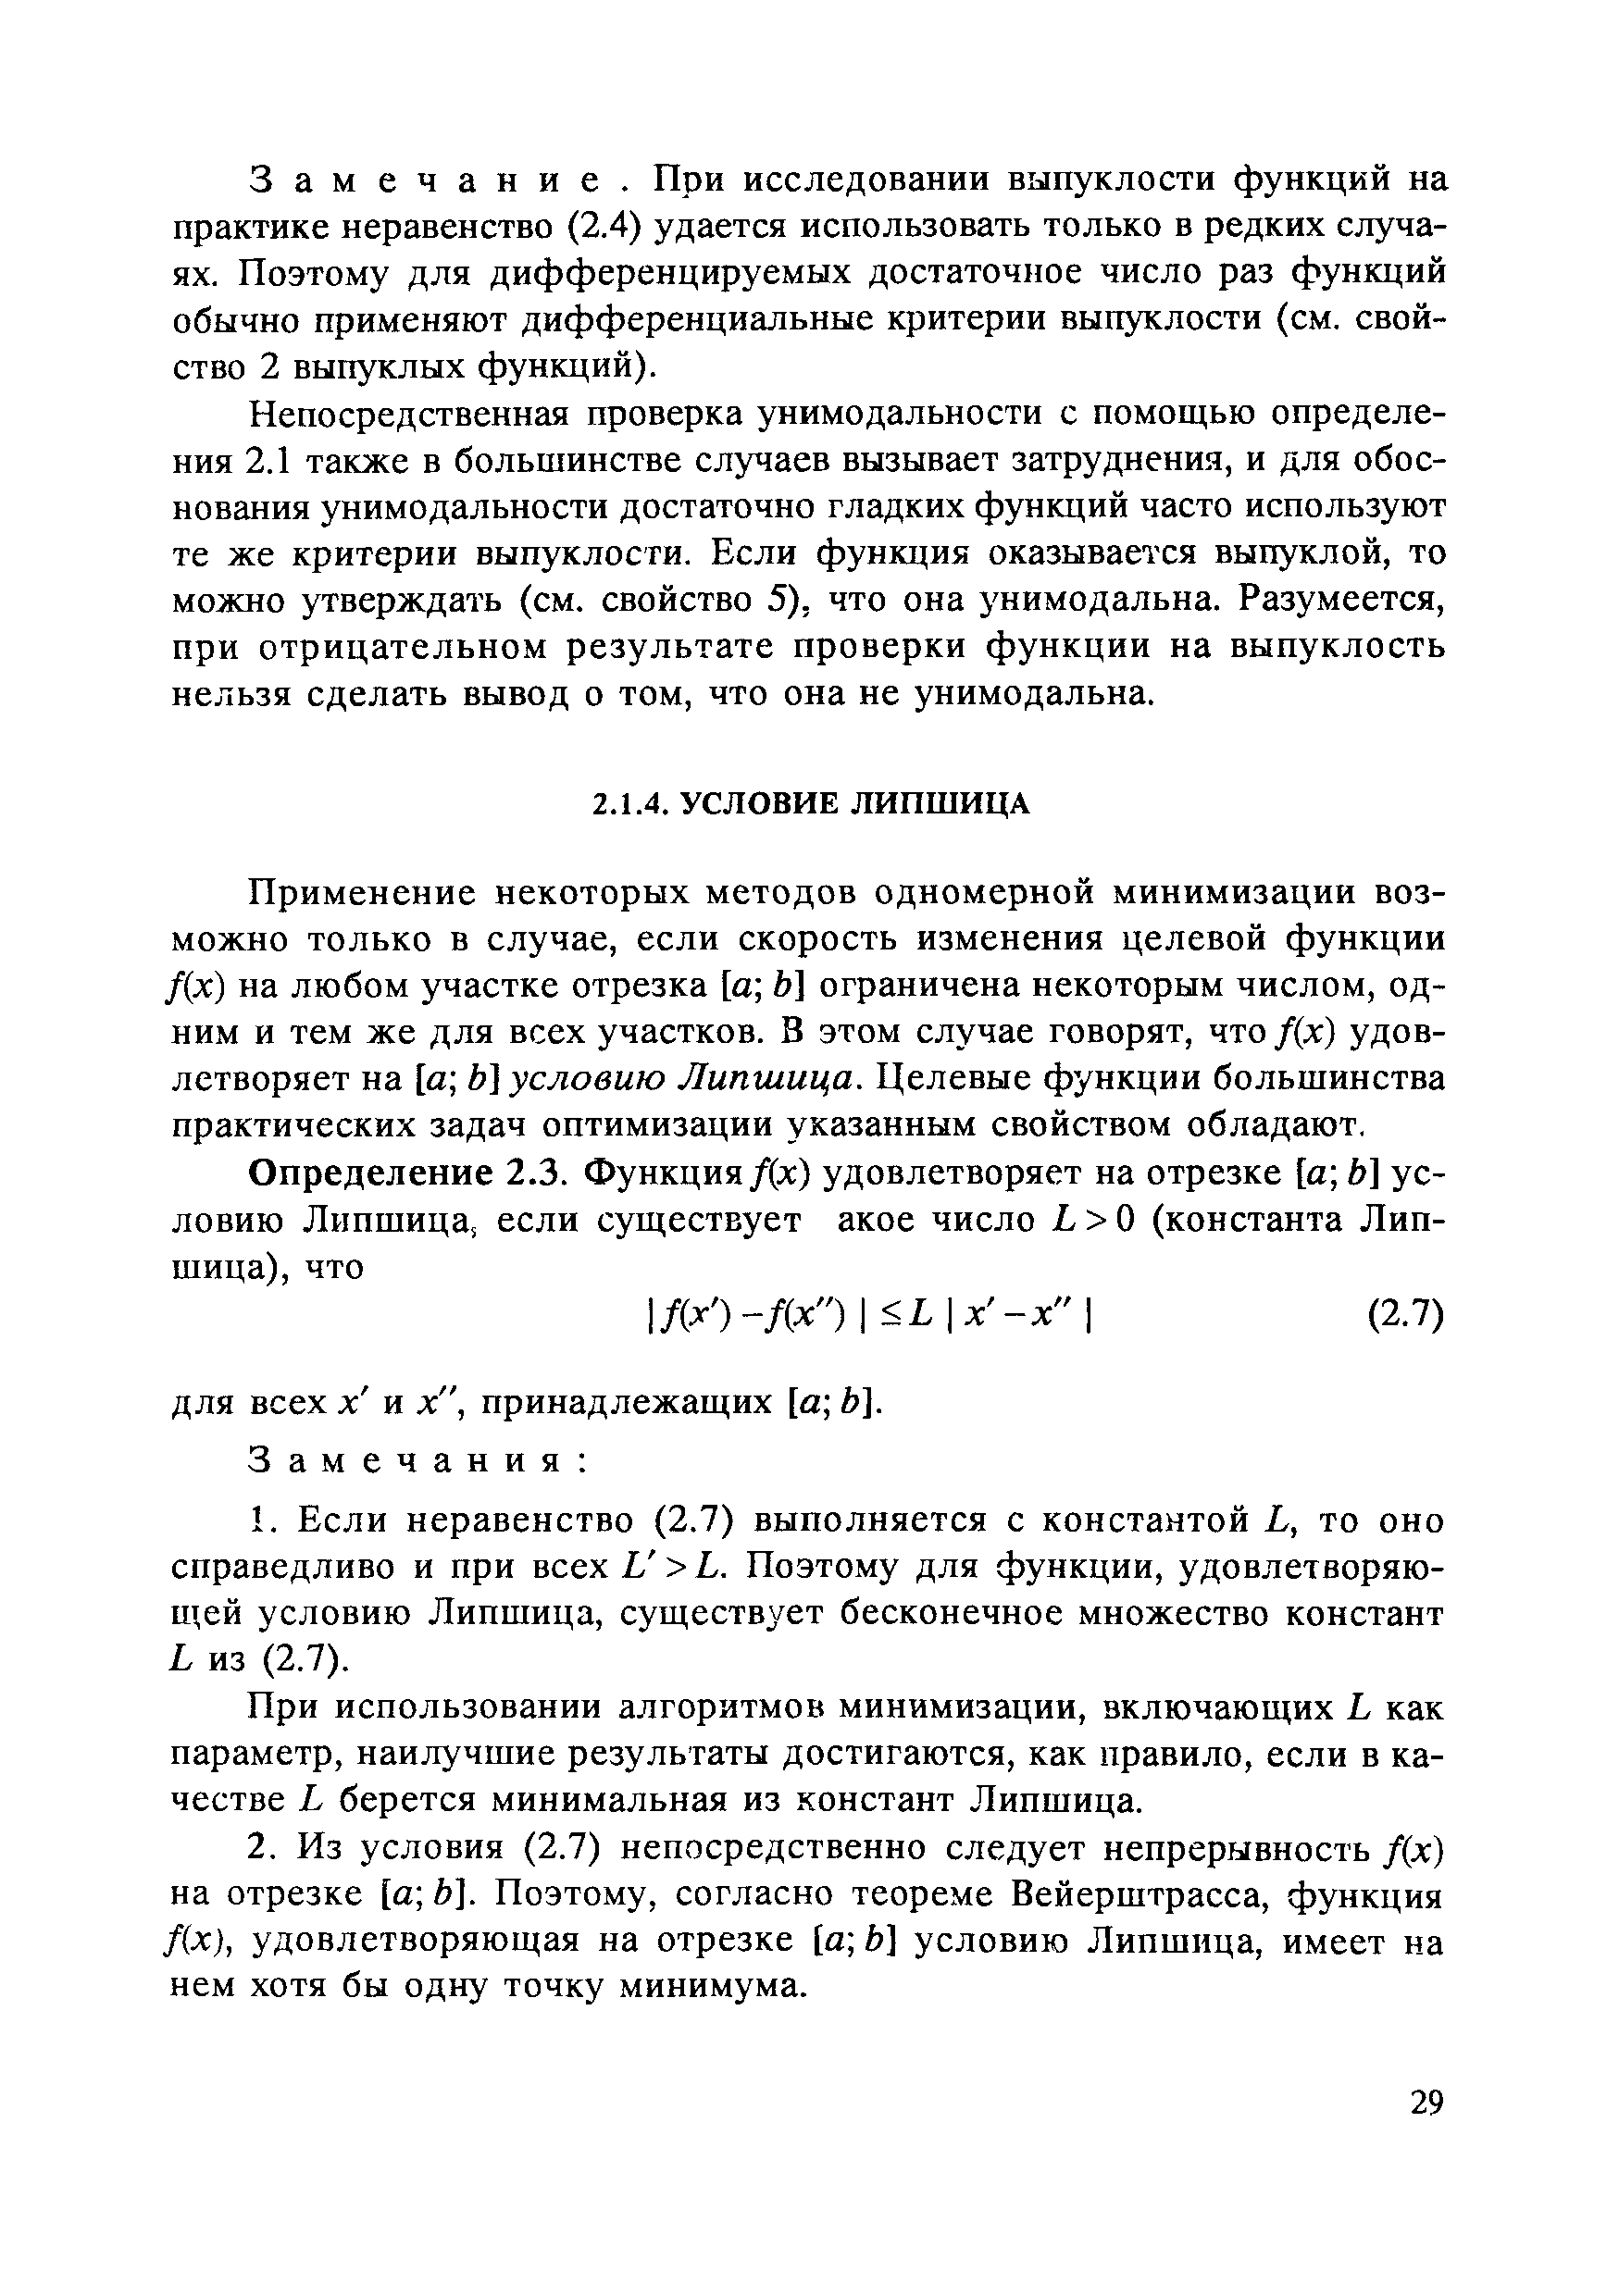 З а м е ч а н и е . При исследовании выпуклости функций на
практике неравенство (2.4) удается использовать только в редких случа-
ях. Поэтому для дифференцируемых достаточное число раз функций
обычно применяют дифференциальные критерии выпуклости (см. свой-
ство 2 выпуклых функций).
Непосредственная проверка унимодальности с помощью определе-
ния 2.1 также в большинстве случаев вызывает затруднения, и для обос-
нования унимодальности достаточно гладких функций часто используют
те же критерии выпуклости. Если функция оказывается выпуклой, то
можно утверждать (см. свойство 5), что она унимодальна. Разумеется,
при отрицательном результате проверки функции на выпуклость
нельзя сделать вывод о том, что она не унимодальна.
2.1.4. УСЛОВИЕ ЛИПШИЦА
Применение некоторых методов одномерной минимизации воз-
можно только в случае, если скорость изменения целевой функции
f(x) на любом участке отрезка [a; b] ограничена некоторым числом, од-
ним и тем же для всех участков. В этом случае говорят, что f(x) удов-
летворяет на [a; b] условию Липшица. Целевые функции большинства
практических задач оптимизации указанным свойством обладают.
Определение 2.3. Функция f(x) удовлетворяет на отрезке [a; b] ус-
ловию Липшица, если существует акое число L > 0 (константа Лип-
шица), что
| f(x′) - f(x″) | ≤ L | x′ - x″ | (2.7)
для всех x′ и x″, принадлежащих [a; b].
З а м е ч а н и я :
1. Если неравенство (2.7) выполняется с константой L, то оно
справедливо и при всех L′ > L. Поэтому для функции, удовлетворяю-
щей условию Липшица, существует бесконечное множество констант
L из (2.7).
При использовании алгоритмов минимизации, включающих L как
параметр, наилучшие результаты достигаются, как правило, если в ка-
честве L берется минимальная из констант Липшица.
2. Из условия (2.7) непосредственно следует непрерывность f(x)
на отрезке [a; b]. Поэтому, согласно теореме Вейерштрасса, функция
f(x), удовлетворяющая на отрезке [a; b] условию Липшица, имеет на
нем хотя бы одну точку минимума.
29